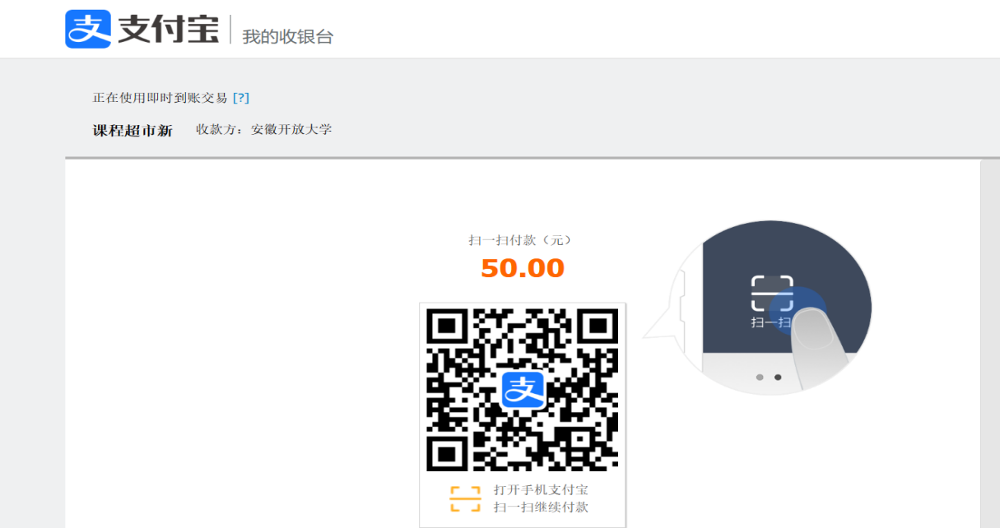 支付宝 我的收银台
正在使用即时到账交易 [?]
课程超市新 收款方：安徽开放大学
扫一扫付款（元）
50.00
扫一扫
支
打开手机支付宝
扫一扫继续付款